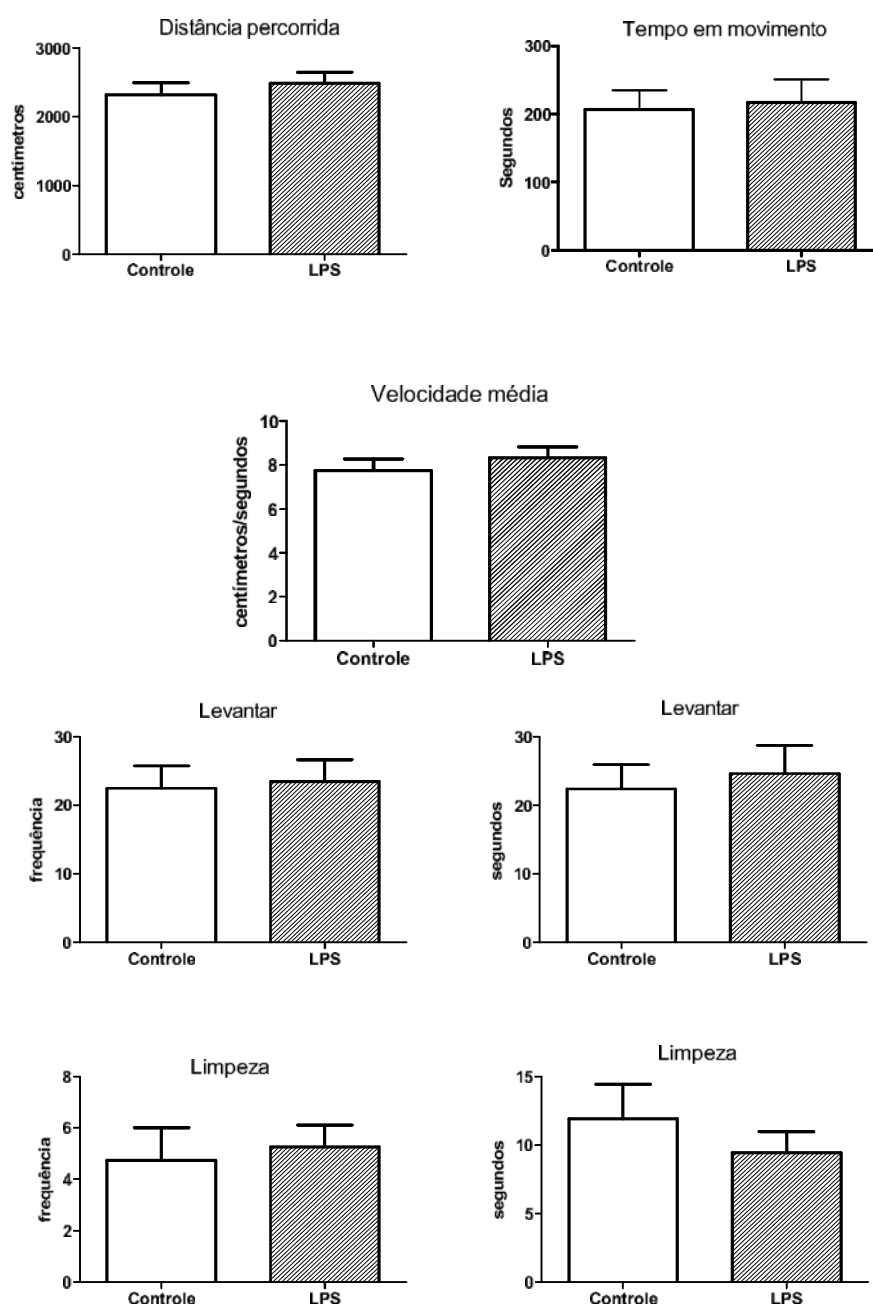 Distância percorrida
centímetros
3000
2000
1000
0
Controle LPS
Tempo em movimento
Segundos
300
200
100
0
Controle LPS
Velocidade média
centímetros/segundos
10
8
6
4
2
0
Controle LPS
Levantar
frequência
30
20
10
0
Controle LPS
Levantar
segundos
30
20
10
0
Controle LPS
Limpeza
frequência
8
6
4
2
0
Controle LPS
Limpeza
segundos
15
10
5
0
Controle LPS